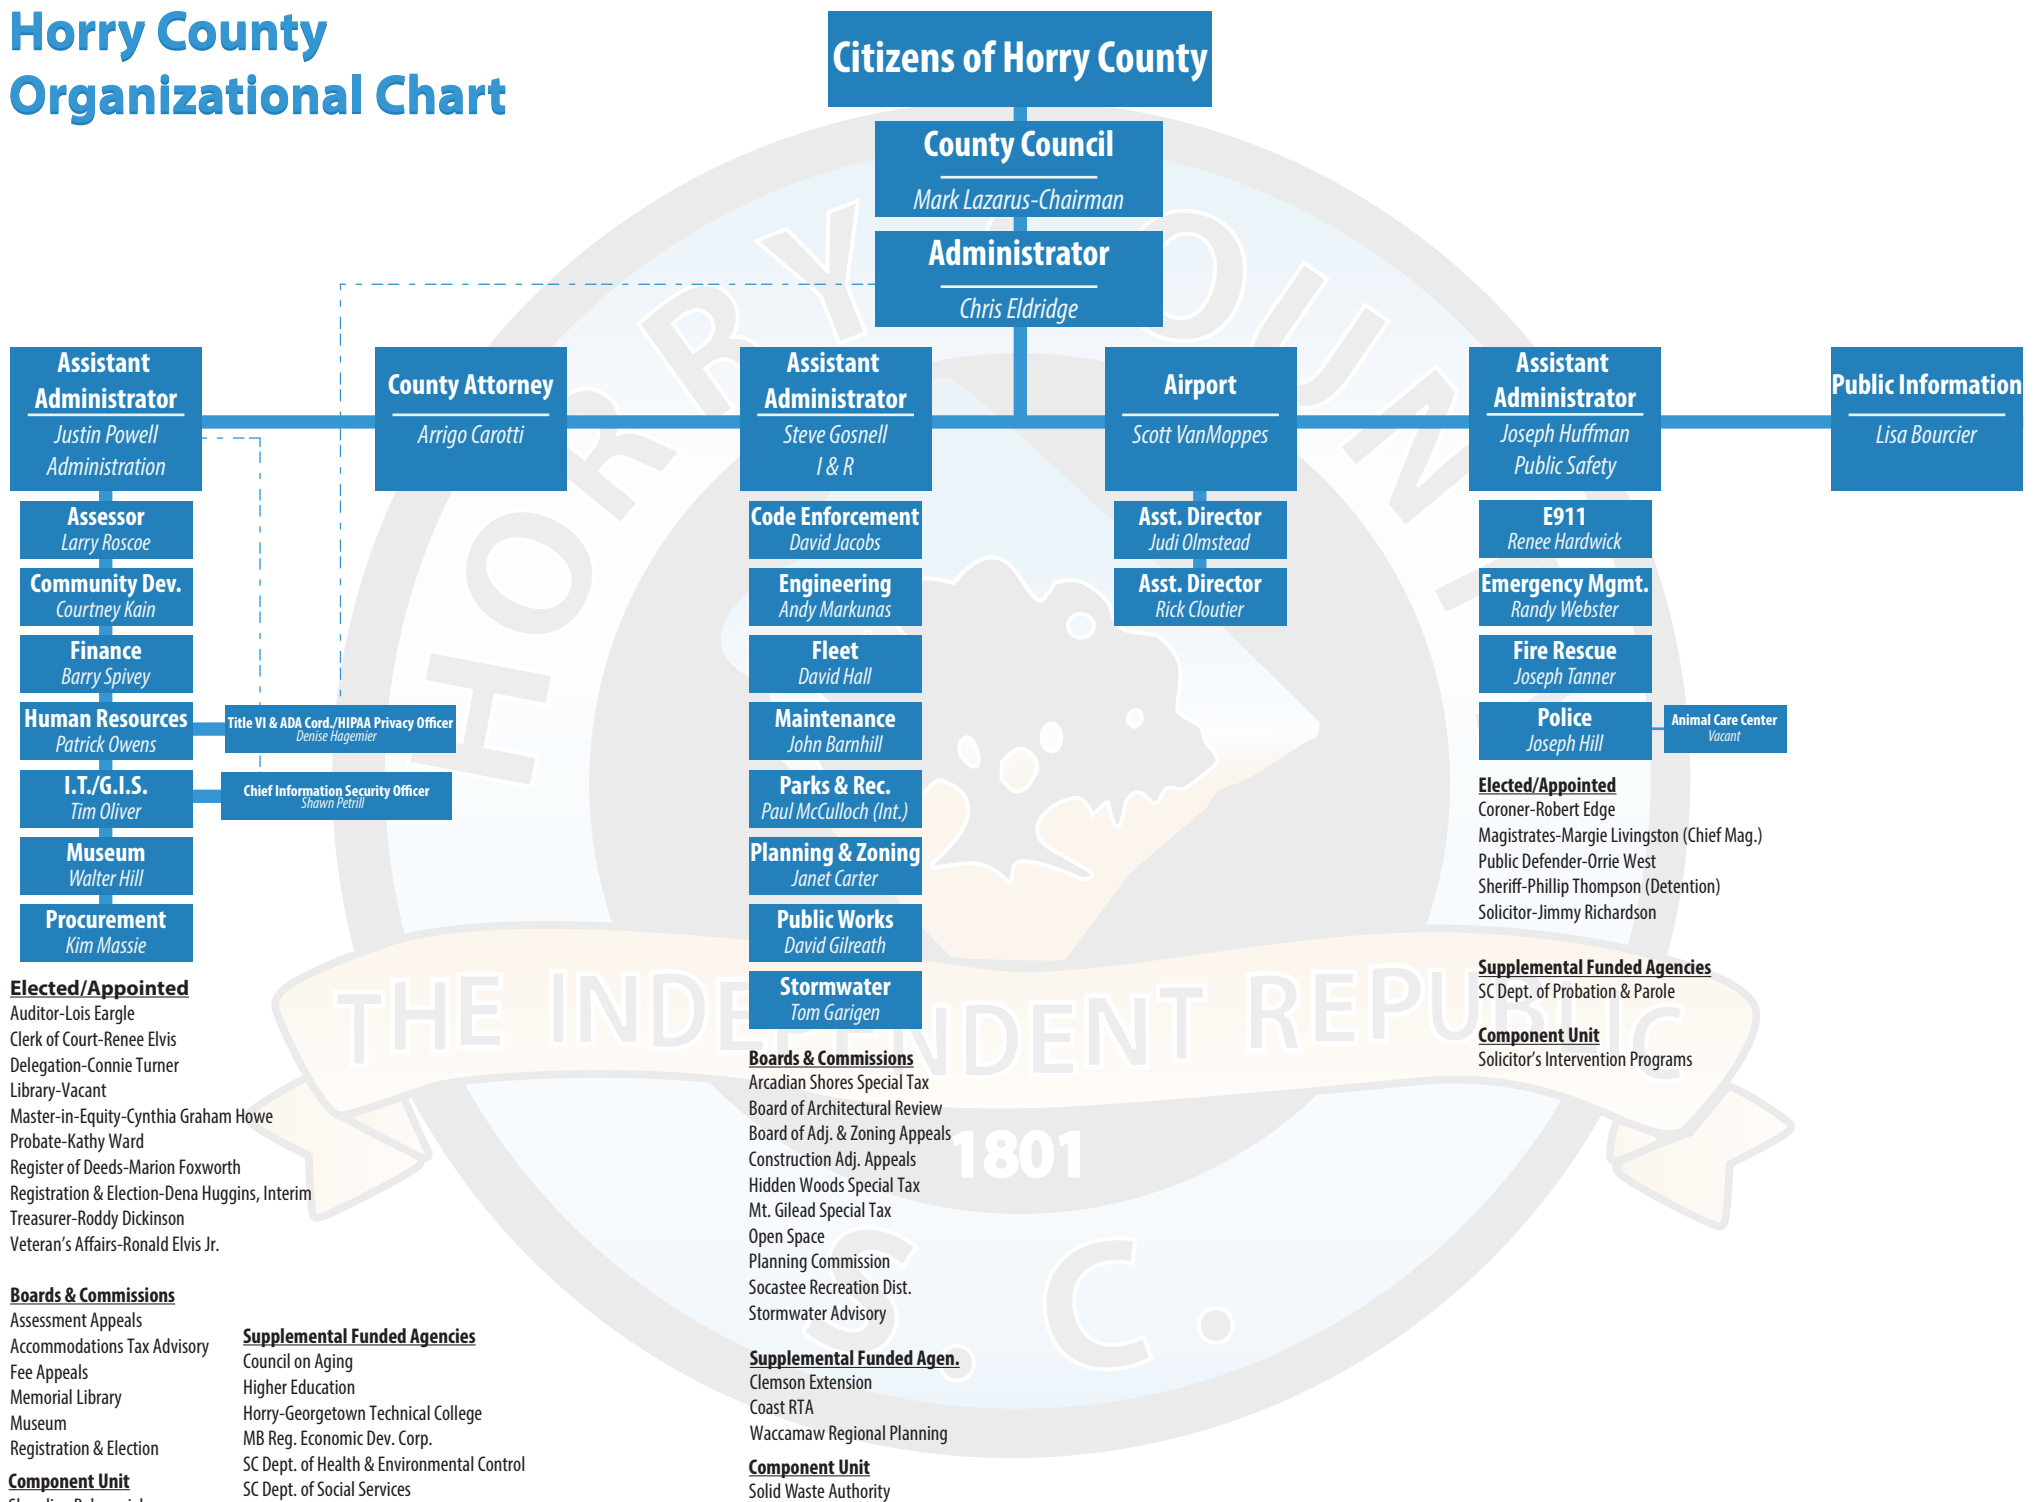 Horry County
Organizational Chart
Citizens of Horry County
County Council
Mark Lazarus-Chairman
Administrator
Chris Eldridge
Assistant
Administrator
Justin Powell
Administration
County Attorney
Arrigo Carotti
Assistant
Administrator
Steve Gosnell
I & R
Airport
Scott VanMoppes
Assistant
Administrator
Joseph Huffman
Public Safety
Public Information
Lisa Bourcier
Assessor
Larry Roscoe
Community Dev.
Courtney Kain
Finance
Barry Spivey
Human Resources
Patrick Owens
Title VI & ADA Cord./HIPAA Privacy Officer
Denise Hagemier
I.T./G.I.S.
Tim Oliver
Chief Information Security Officer
Shawn Petrill
Museum
Walter Hill
Procurement
Kim Massie
Elected/Appointed
Auditor-Lois Eargle
Clerk of Court-Renee Elvis
Delegation-Connie Turner
Library-Vacant
Master-in-Equity-Cynthia Graham Howe
Probate-Kathy Ward
Register of Deeds-Marion Foxworth
Registration & Election-Dena Huggins, Interim
Treasurer-Roddy Dickinson
Veteran's Affairs-Ronald Elvis Jr.
Boards & Commissions
Assessment Appeals
Accommodations Tax Advisory
Fee Appeals
Memorial Library
Museum
Registration & Election
Component Unit
Supplemental Funded Agencies
Council on Aging
Higher Education
Horry-Georgetown Technical College
MB Reg. Economic Dev. Corp.
SC Dept. of Health & Environmental Control
SC Dept. of Social Services
Code Enforcement
David Jacobs
Engineering
Andy Markunas
Fleet
David Hall
Maintenance
John Barnhill
Parks & Rec.
Paul McCulloch (Int.)
Planning & Zoning
Janet Carter
Public Works
David Gilreath
Stormwater
Tom Garigen
Boards & Commissions
Arcadian Shores Special Tax
Board of Architectural Review
Board of Adj. & Zoning Appeals
Construction Adj. Appeals
Hidden Woods Special Tax
Mt. Gilead Special Tax
Open Space
Planning Commission
Socastee Recreation Dist.
Stormwater Advisory
Supplemental Funded Agen.
Clemson Extension
Coast RTA
Waccamaw Regional Planning
Component Unit
Solid Waste Authority
Asst. Director
Judi Olmstead
Asst. Director
Rick Cloutier
E911
Renee Hardwick
Emergency Mgmt.
Randy Webster
Fire Rescue
Joseph Tanner
Police
Joseph Hill
Animal Care Center
Vacant
Elected/Appointed
Coroner-Robert Edge
Magistrates-Margie Livingston (Chief Mag.)
Public Defender-Orrie West
Sheriff-Phillip Thompson (Detention)
Solicitor-Jimmy Richardson
Supplemental Funded Agencies
SC Dept. of Probation & Parole
Component Unit
Solicitor's Intervention Programs
HORRY COUNTY
THE INDEPENDENT REPUBLIC
1801
S. C.